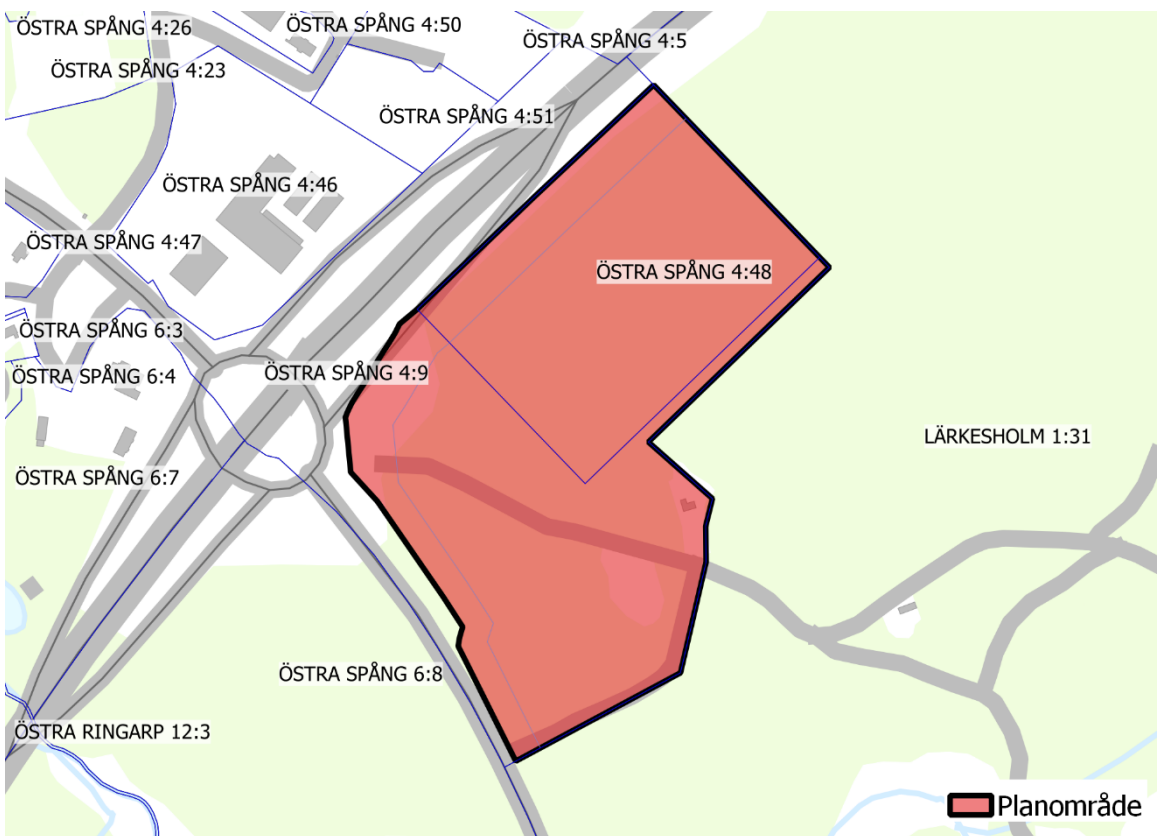 ÖSTRA SPÅNG 4:26
ÖSTRA SPÅNG 4:50
ÖSTRA SPÅNG 4:5
ÖSTRA SPÅNG 4:23
ÖSTRA SPÅNG 4:51
ÖSTRA SPÅNG 4:46
ÖSTRA SPÅNG 4:47
ÖSTRA SPÅNG 4:48
ÖSTRA SPÅNG 6:3
ÖSTRA SPÅNG 6:4
ÖSTRA SPÅNG 4:9
LÄRKESHOLM 1:31
ÖSTRA SPÅNG 6:7
ÖSTRA SPÅNG 6:8
ÖSTRA RINGARP 12:3
Planområde